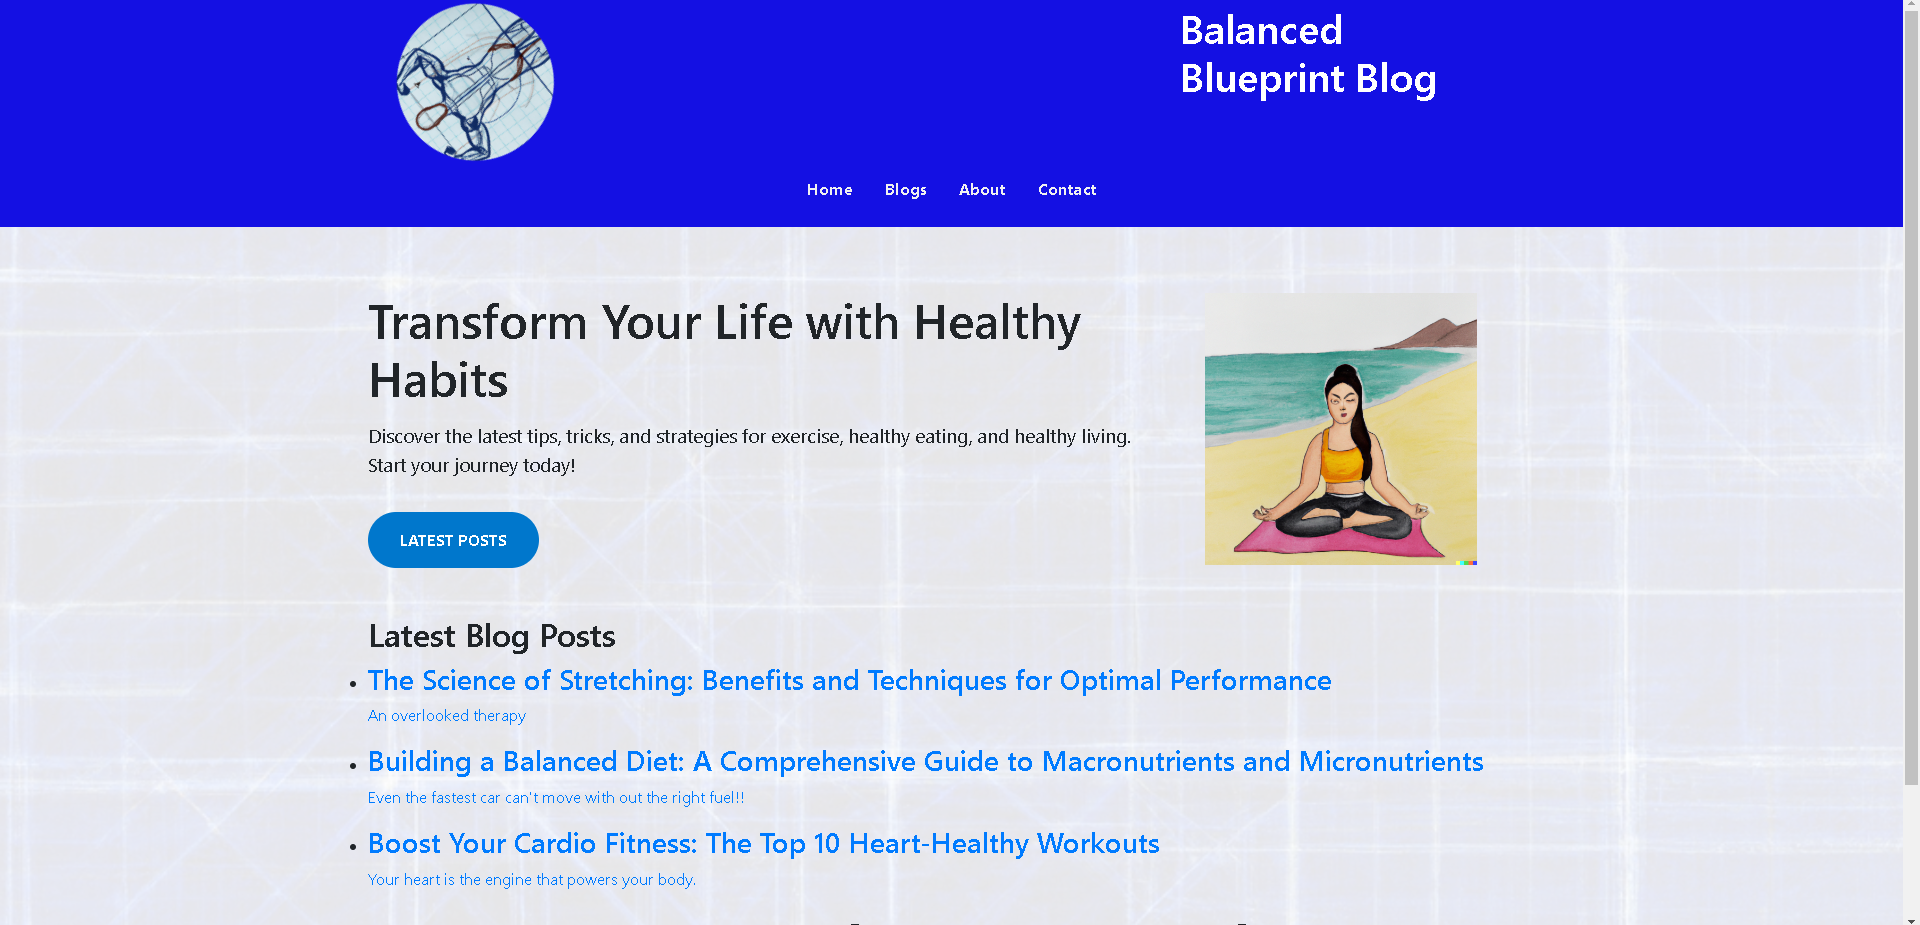 Balanced
Blueprint Blog
Home Blogs About Contact
Transform Your Life with Healthy
Habits
Discover the latest tips, tricks, and strategies for exercise, healthy eating, and healthy living.
Start your journey today!
LATEST POSTS
Latest Blog Posts
The Science of Stretching: Benefits and Techniques for Optimal Performance
An overlooked therapy
Building a Balanced Diet: A Comprehensive Guide to Macronutrients and Micronutrients
Even the fastest car can't move with out the right fuel!!
Boost Your Cardio Fitness: The Top 10 Heart-Healthy Workouts
Your heart is the engine that powers your body.